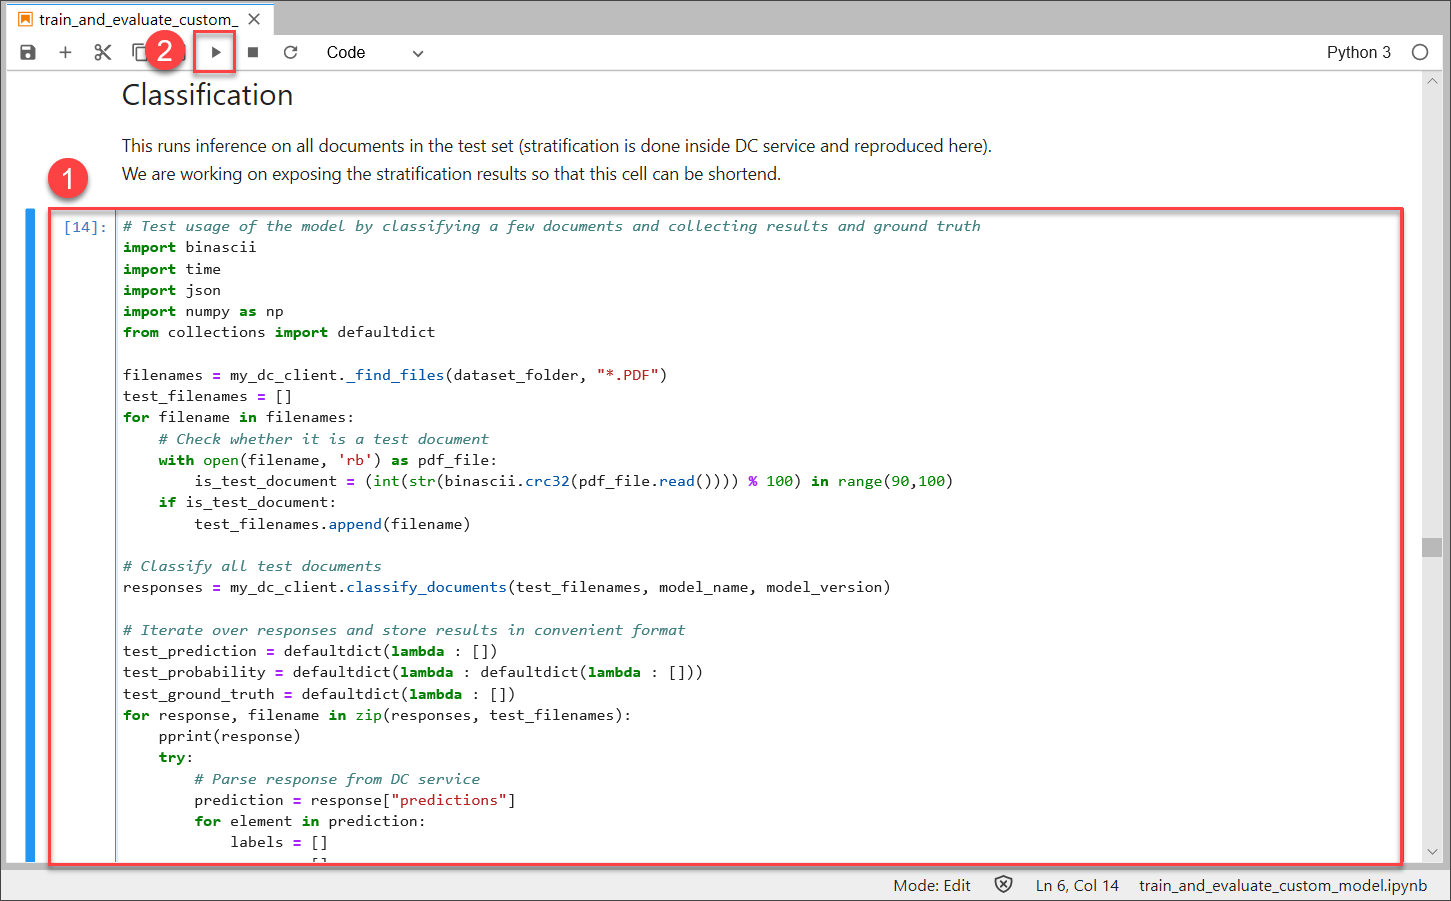 train_and_evaluate_custom_
2
Code
Python 3
Classification
This runs inference on all documents in the test set (stratification is done inside DC service and reproduced here).
We are working on exposing the stratification results so that this cell can be shortend.
1
[14]:
# Test usage of the model by classifying a few documents and collecting results and ground truth
import binascii
import time
import json
import numpy as np
from collections import defaultdict
filenames = my_dc_client._find_files(dataset_folder, "*.PDF")
test_filenames = []
for filename in filenames:
    # Check whether it is a test document
    with open(filename, 'rb') as pdf_file:
        is_test_document = (int(str(binascii.crc32(pdf_file.read()))) % 100) in range(90,100)
    if is_test_document:
        test_filenames.append(filename)
# Classify all test documents
responses = my_dc_client.classify_documents(test_filenames, model_name, model_version)
# Iterate over responses and store results in convenient format
test_prediction = defaultdict(lambda : [])
test_probability = defaultdict(lambda : defaultdict(lambda : []))
test_ground_truth = defaultdict(lambda : [])
for response, filename in zip(responses, test_filenames):
    pprint(response)
    try:
        # Parse response from DC service
        prediction = response["predictions"]
        for element in prediction:
            labels = []
Mode: Edit
Ln 6, Col 14
train_and_evaluate_custom_model.ipynb